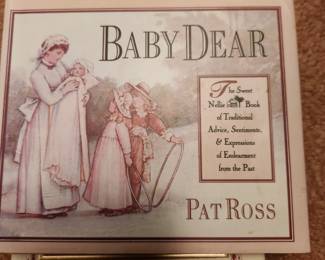 BABY DEAR
The Sweet
Nellie Book
of Traditional
Advice, Sentiments,
& Expressions
of Endearment
from the Past
PAT ROSS